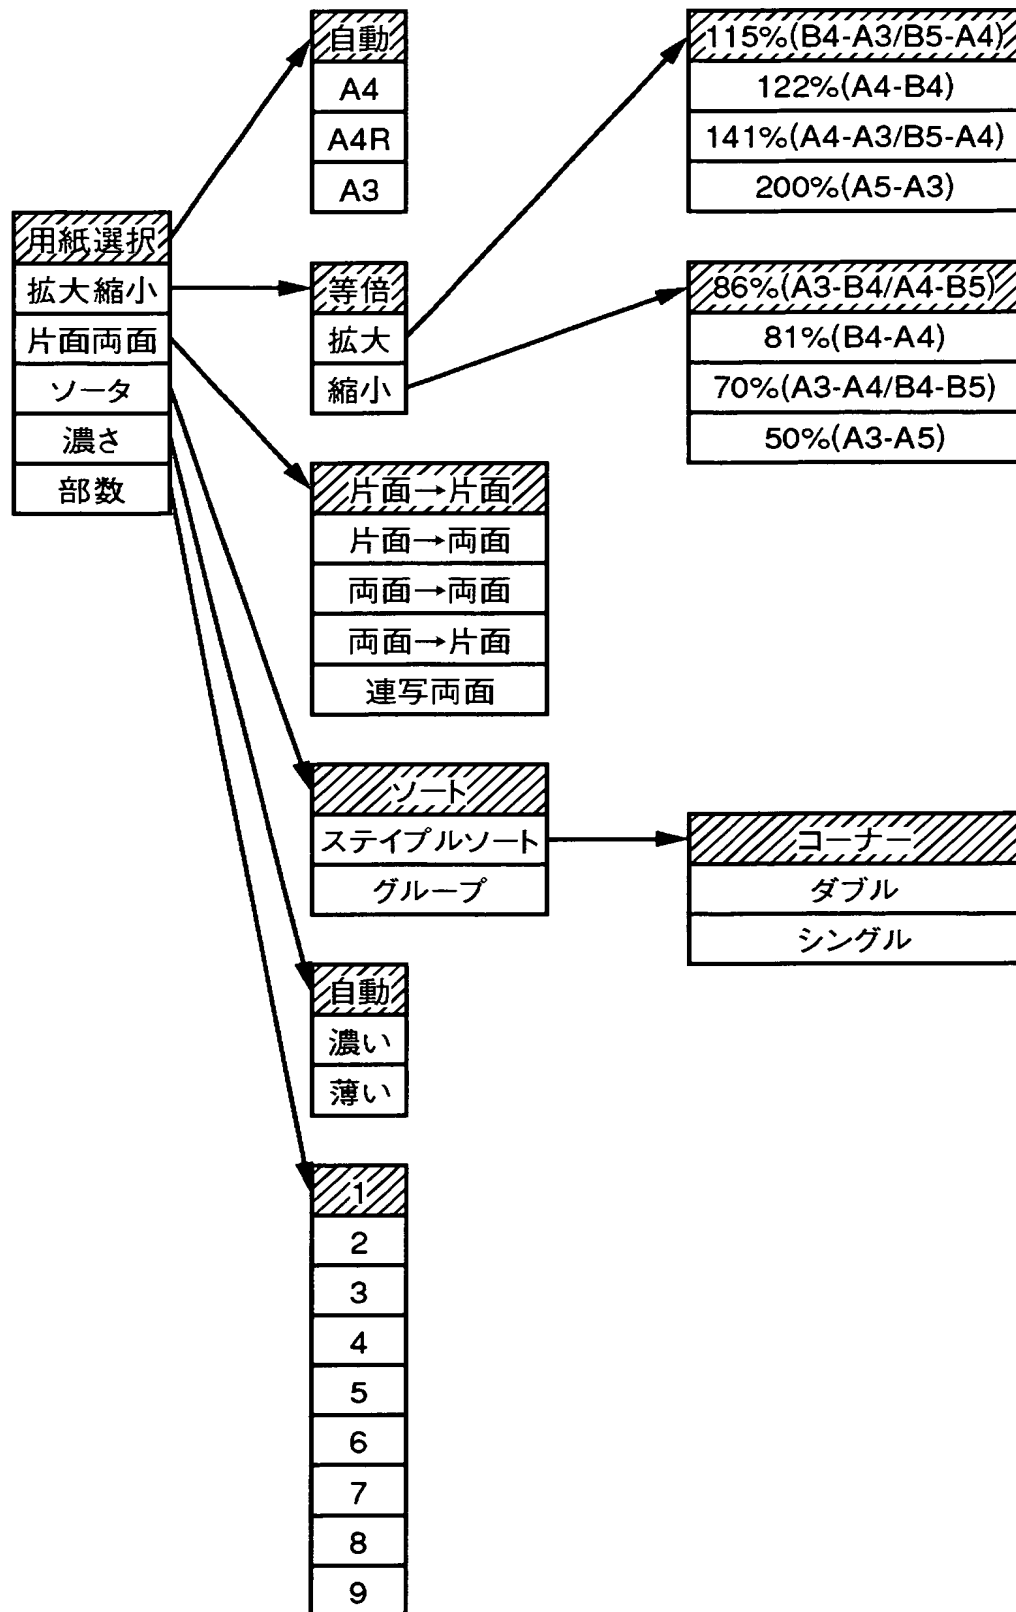 用紙選択
拡大縮小
片面両面
ソータ
濃さ
部数
自動
A4
A4R
A3
等倍
拡大
縮小
片面→片面
片面→両面
両面→両面
両面→片面
連写両面
ソート
ステイプルソート
グループ
自動
濃い
薄い
1
2
3
4
5
6
7
8
9
115%(B4-A3/B5-A4)
122%(A4-B4)
141%(A4-A3/B5-A4)
200%(A5-A3)
86%(A3-B4/A4-B5)
81%(B4-A4)
70%(A3-A4/B4-B5)
50%(A3-A5)
コーナー
ダブル
シングル